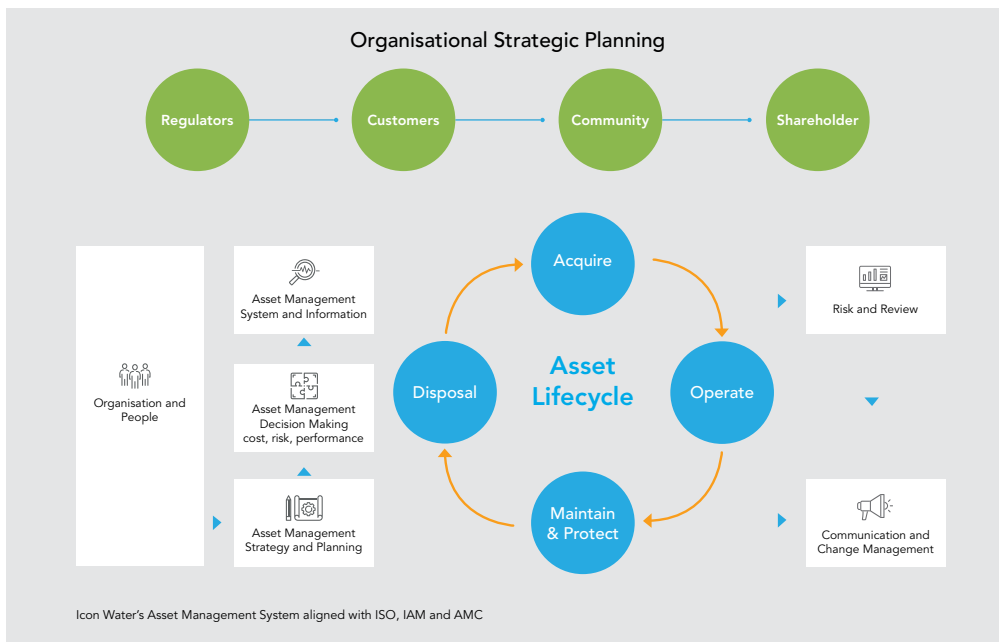 Organisational Strategic Planning
Regulators
Customers
Community
Shareholder
Organisation and
People
Asset Management
System and Information
Asset Management
Decision Making
cost, risk, performance
Asset Management
Strategy and Planning
Acquire
Disposal
Asset
Lifecycle
Operate
Maintain
& Protect
Risk and Review
Communication and
Change Management
Icon Water's Asset Management System aligned with ISO, IAM and AMC